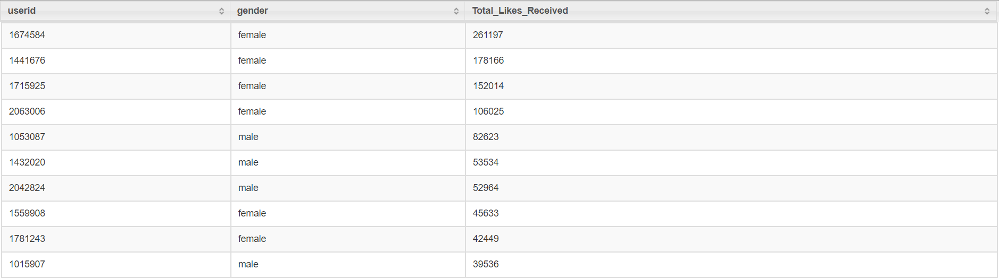 userid gender Total_Likes_Received
1674584 female 261197
1441676 female 178166
1715925 female 152014
2063006 female 106025
1053087 male 82623
1432020 male 53534
2042824 male 52964
1559908 female 45633
1781243 female 42449
1015907 male 39536